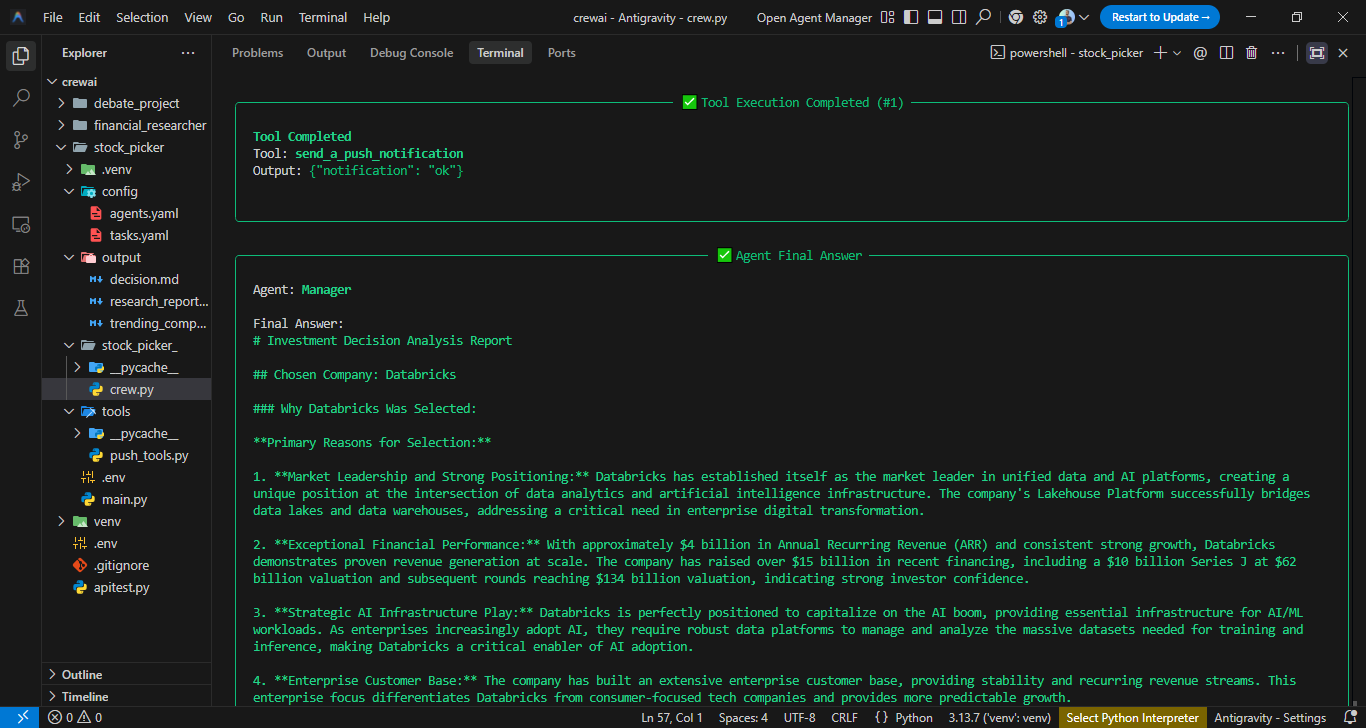 File Edit Selection View Go Run Terminal Help
crewai - Antigravity - crew.py
Open Agent Manager
1
Restart to Update→
Explorer
Problems Output Debug Console Terminal Ports
powershell - stock_picker
crewai
debate_project
financial_researcher
stock_picker
.venv
config
agents.yaml
tasks.yaml
output
decision.md
research_report...
trending_comp...
stock_picker_
__pycache__
crew.py
tools
__pycache__
push_tools.py
.env
main.py
venv
.env
.gitignore
apitest.py
Outline
Timeline
✅ Tool Execution Completed (#1)
Tool Completed
Tool: send_a_push_notification
Output: {"notification": "ok"}
✅ Agent Final Answer
Agent: Manager
Final Answer:
# Investment Decision Analysis Report
## Chosen Company: Databricks
### Why Databricks Was Selected:
**Primary Reasons for Selection:**
1. **Market Leadership and Strong Positioning:** Databricks has established itself as the market leader in unified data and AI platforms, creating a
unique position at the intersection of data analytics and artificial intelligence infrastructure. The company's Lakehouse Platform successfully bridges
data lakes and data warehouses, addressing a critical need in enterprise digital transformation.
2. **Exceptional Financial Performance:** With approximately $4 billion in Annual Recurring Revenue (ARR) and consistent strong growth, Databricks
demonstrates proven revenue generation at scale. The company has raised over $15 billion in recent financing, including a $10 billion Series J at $62
billion valuation and subsequent rounds reaching $134 billion valuation, indicating strong investor confidence.
3. **Strategic AI Infrastructure Play:** Databricks is perfectly positioned to capitalize on the AI boom, providing essential infrastructure for AI/ML
workloads. As enterprises increasingly adopt AI, they require robust data platforms to manage and analyze the massive datasets needed for training and
inference, making Databricks a critical enabler of AI adoption.
4. **Enterprise Customer Base:** The company has built an extensive enterprise customer base, providing stability and recurring revenue streams. This
enterprise focus differentiates Databricks from consumer-focused tech companies and provides more predictable growth.
0 0
Ln 57, Col 1 Spaces: 4 UTF-8 CRLF {} Python 3.13.7 ('venv': venv) Select Python Interpreter Antigravity - Settings